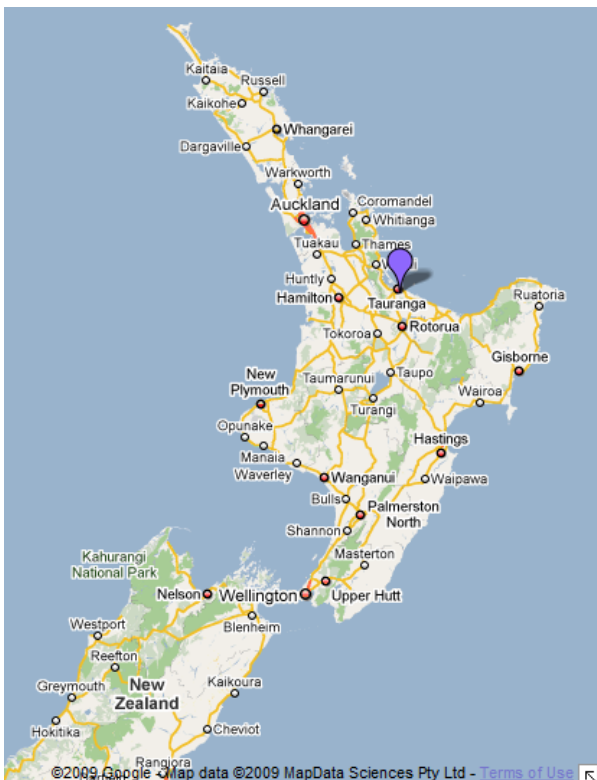 Kaitaia
Russell
Kaikohe
Whangarei
Dargaville
Warkworth
Auckland
Coromandel
Whitianga
Tuakau
Thames
Huntly
Hamilton
Tauranga
Ruatoria
Tokoroa
Rotorua
Gisborne
New
Plymouth
Taumarunui
Taupo
Wairoa
Turangi
Opunake
Hastings
Manaia
Waverley
Wanganui
Waipawa
Bulls
Palmerston
North
Shannon
Masterton
Kahurangi
National Park
Nelson
Wellington
Upper Hutt
Westport
Blenheim
Reefton
Greymouth
New
Zealand
Kaikoura
Hokitika
Cheviot
Rangiora
©2009 Google - Map data ©2009 MapData Sciences Pty Ltd - Terms of Use